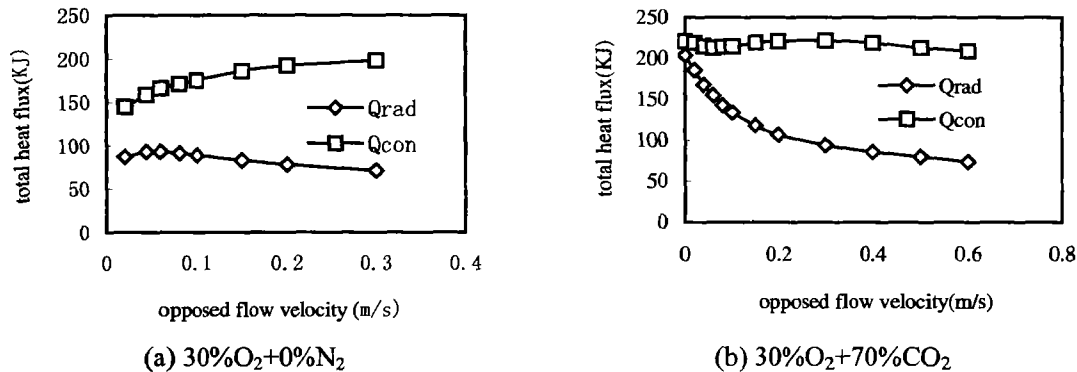 250
200
150
100
50
0
total heat flux(KJ)
Qrad
Qcon
0 0.1 0.2 0.3 0.4
opposed flow velocity(m/s)
(a) 30%O₂+0%N₂
250
200
150
100
50
0
total heat flux(KJ)
Qrad
Qcon
0 0.2 0.4 0.6 0.8
opposed flow velocity(m/s)
(b) 30%O₂+70%CO₂